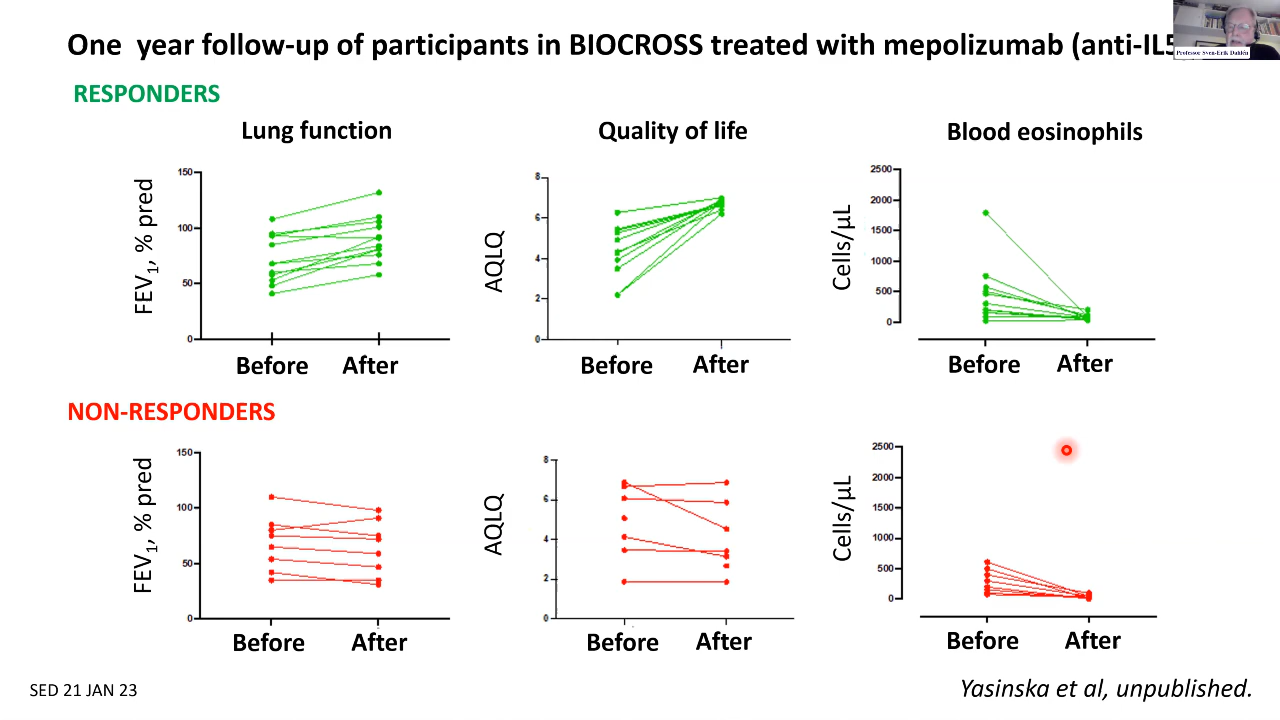 One  year follow-up of participants in BIOCROSS treated with mepolizumab (anti-IL5
Professor Sven-Erik Dahlén
RESPONDERS
Lung function
Quality of life
Blood eosinophils
FEV1, % pred
150
100
50
0
Before
After
AQLQ
8
6
4
2
0
Before
After
Cells/µL
2500
2000
1500
1000
500
0
Before
After
NON-RESPONDERS
FEV1, % pred
150
100
50
0
Before
After
AQLQ
8
6
4
2
0
Before
After
Cells/µL
2500
2000
1500
1000
500
0
Before
After
SED 21 JAN 23
Yasinska et al, unpublished.